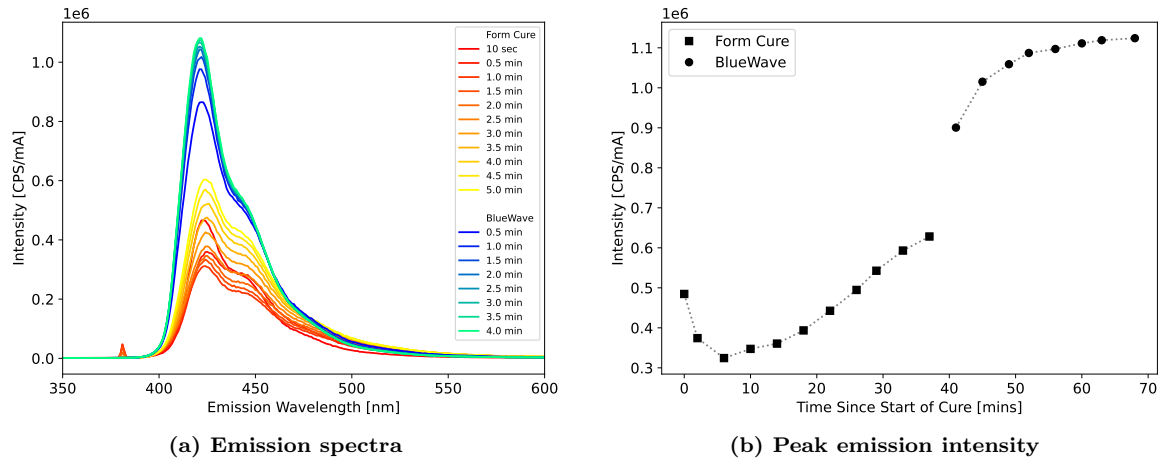 1e6
1.0
0.8
0.6
0.4
0.2
0.0
Intensity [CPS/mA]
350
400
450
500
550
600
Emission Wavelength [nm]
Form Cure
10 sec
0.5 min
1.0 min
1.5 min
2.0 min
2.5 min
3.0 min
3.5 min
4.0 min
4.5 min
5.0 min
BlueWave
0.5 min
1.0 min
1.5 min
2.0 min
2.5 min
3.0 min
3.5 min
4.0 min
(a) Emission spectra
1e6
1.1
1.0
0.9
0.8
0.7
0.6
0.5
0.4
0.3
Intensity [CPS/mA]
Form Cure
BlueWave
0
10
20
30
40
50
60
70
Time Since Start of Cure [mins]
(b) Peak emission intensity